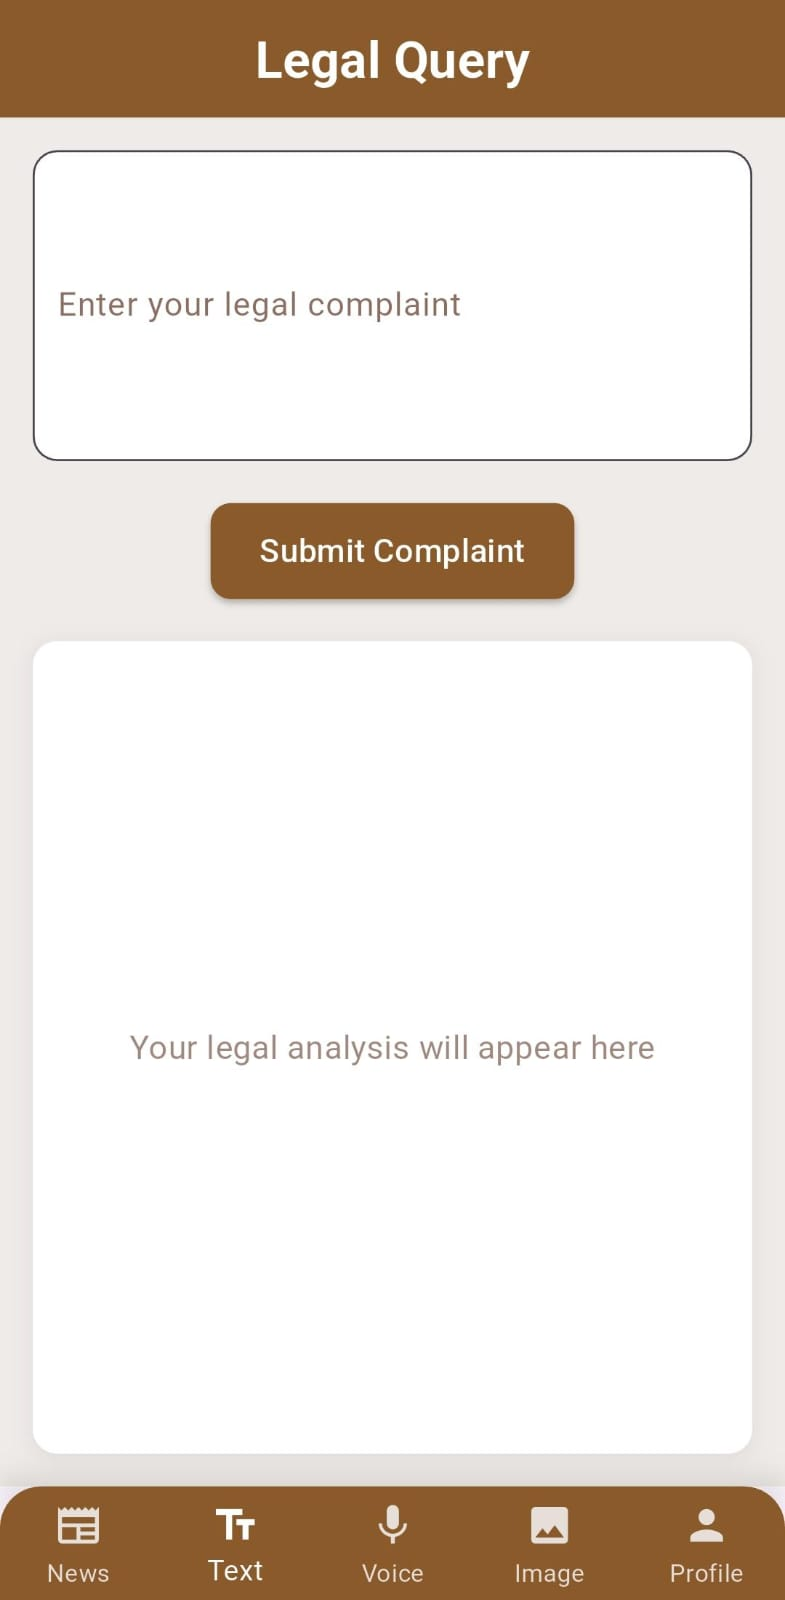 Legal Query
Enter your legal complaint
Submit Complaint
Your legal analysis will appear here
News
Text
Voice
Image
Profile